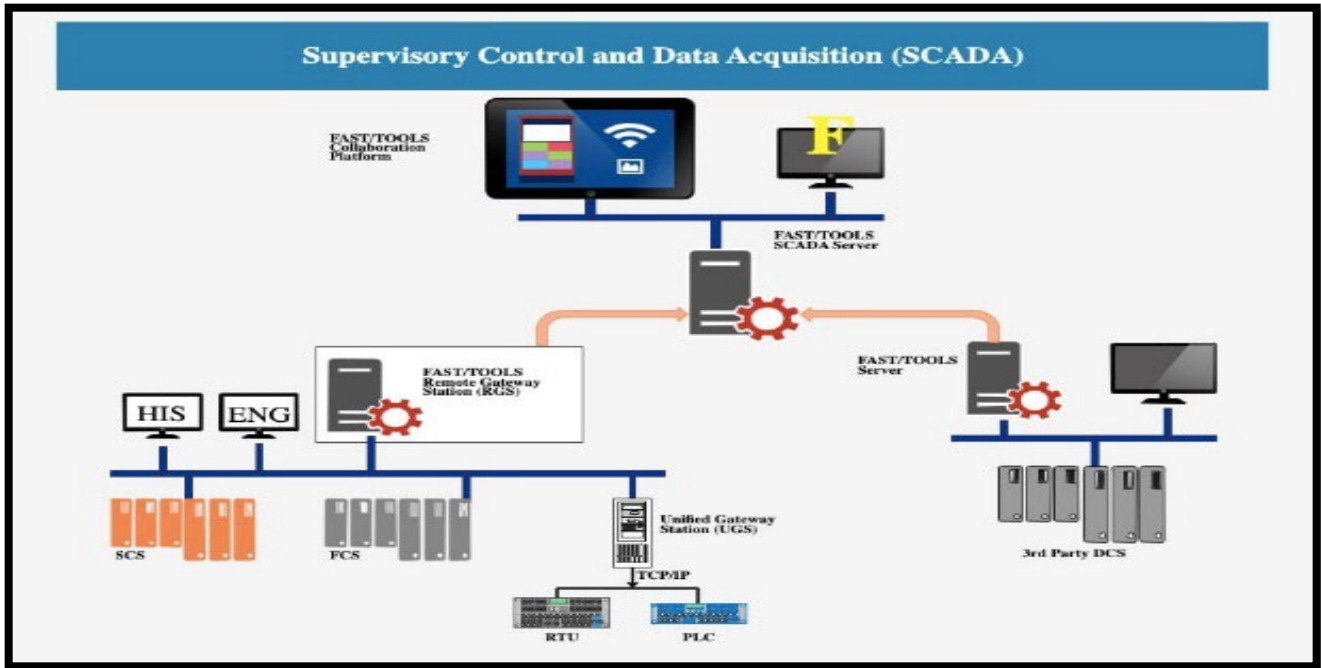 Supervisory Control and Data Acquisition (SCADA)
FAST/TOOLS
Collaboration
Platform
F
FAST/TOOLS
SCADA Server
FAST/TOOLS
Remote Gateway
Station (RGS)
FAST/TOOLS
Server
HIS
ENG
SCS
FCS
Unified Gateway
Station (UGS)
3rd Party DCS
TCP/IP
RTU
PLC